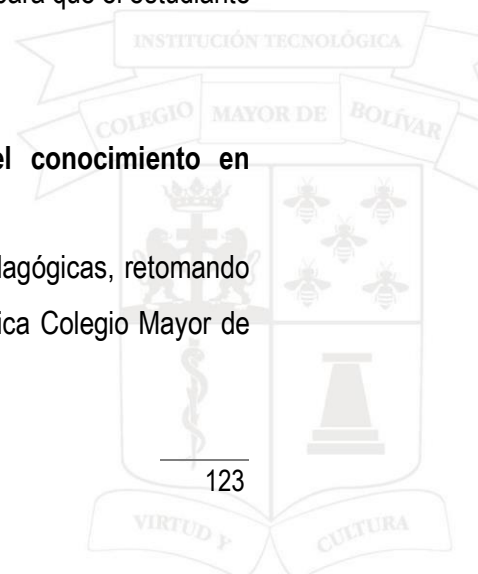 para que el estudiante
INSTITUCIÓN TECNOLÓGICA
COLEGIO MAYOR DE BOLÍVAR
el conocimiento en
dagógicas, retomando
ica Colegio Mayor de
123
VIRTUD Y CULTURA